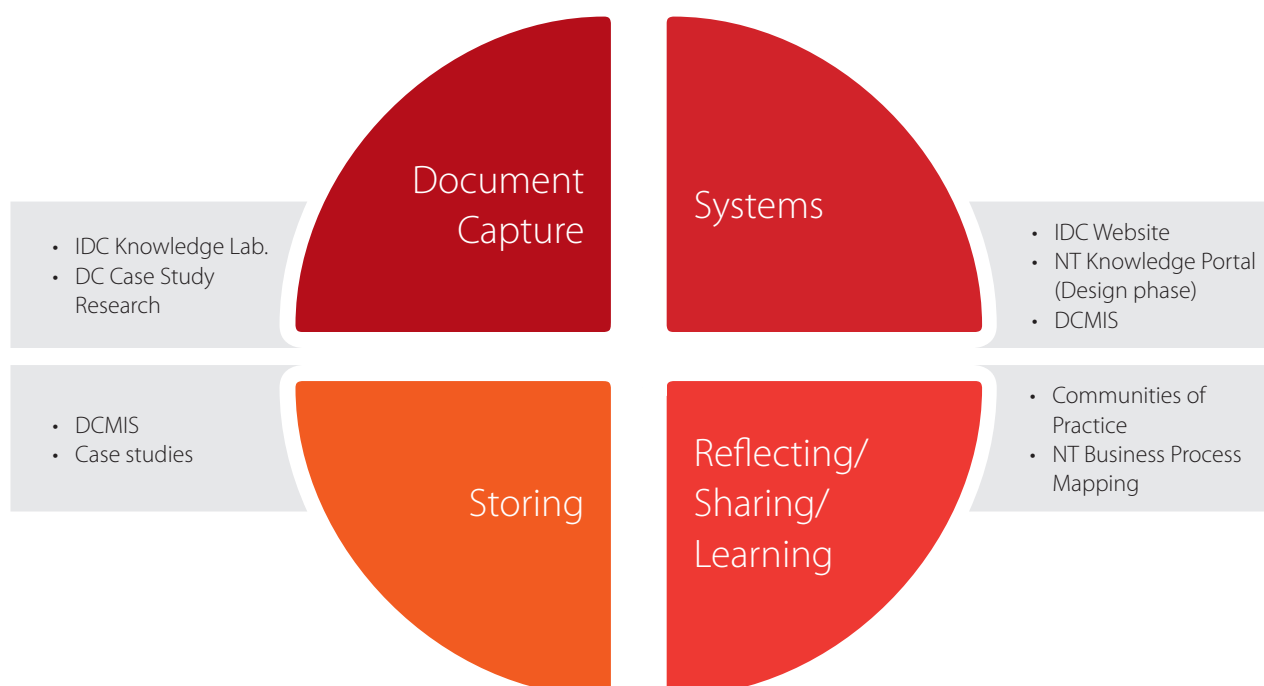 Document
Capture
Systems
• IDC Knowledge Lab.
• DC Case Study
Research
• IDC Website
• NT Knowledge Portal
(Design phase)
• DCMIS
• DCMIS
• Case studies
Storing
Reflecting/
Sharing/
Learning
• Communities of
Practice
• NT Business Process
Mapping